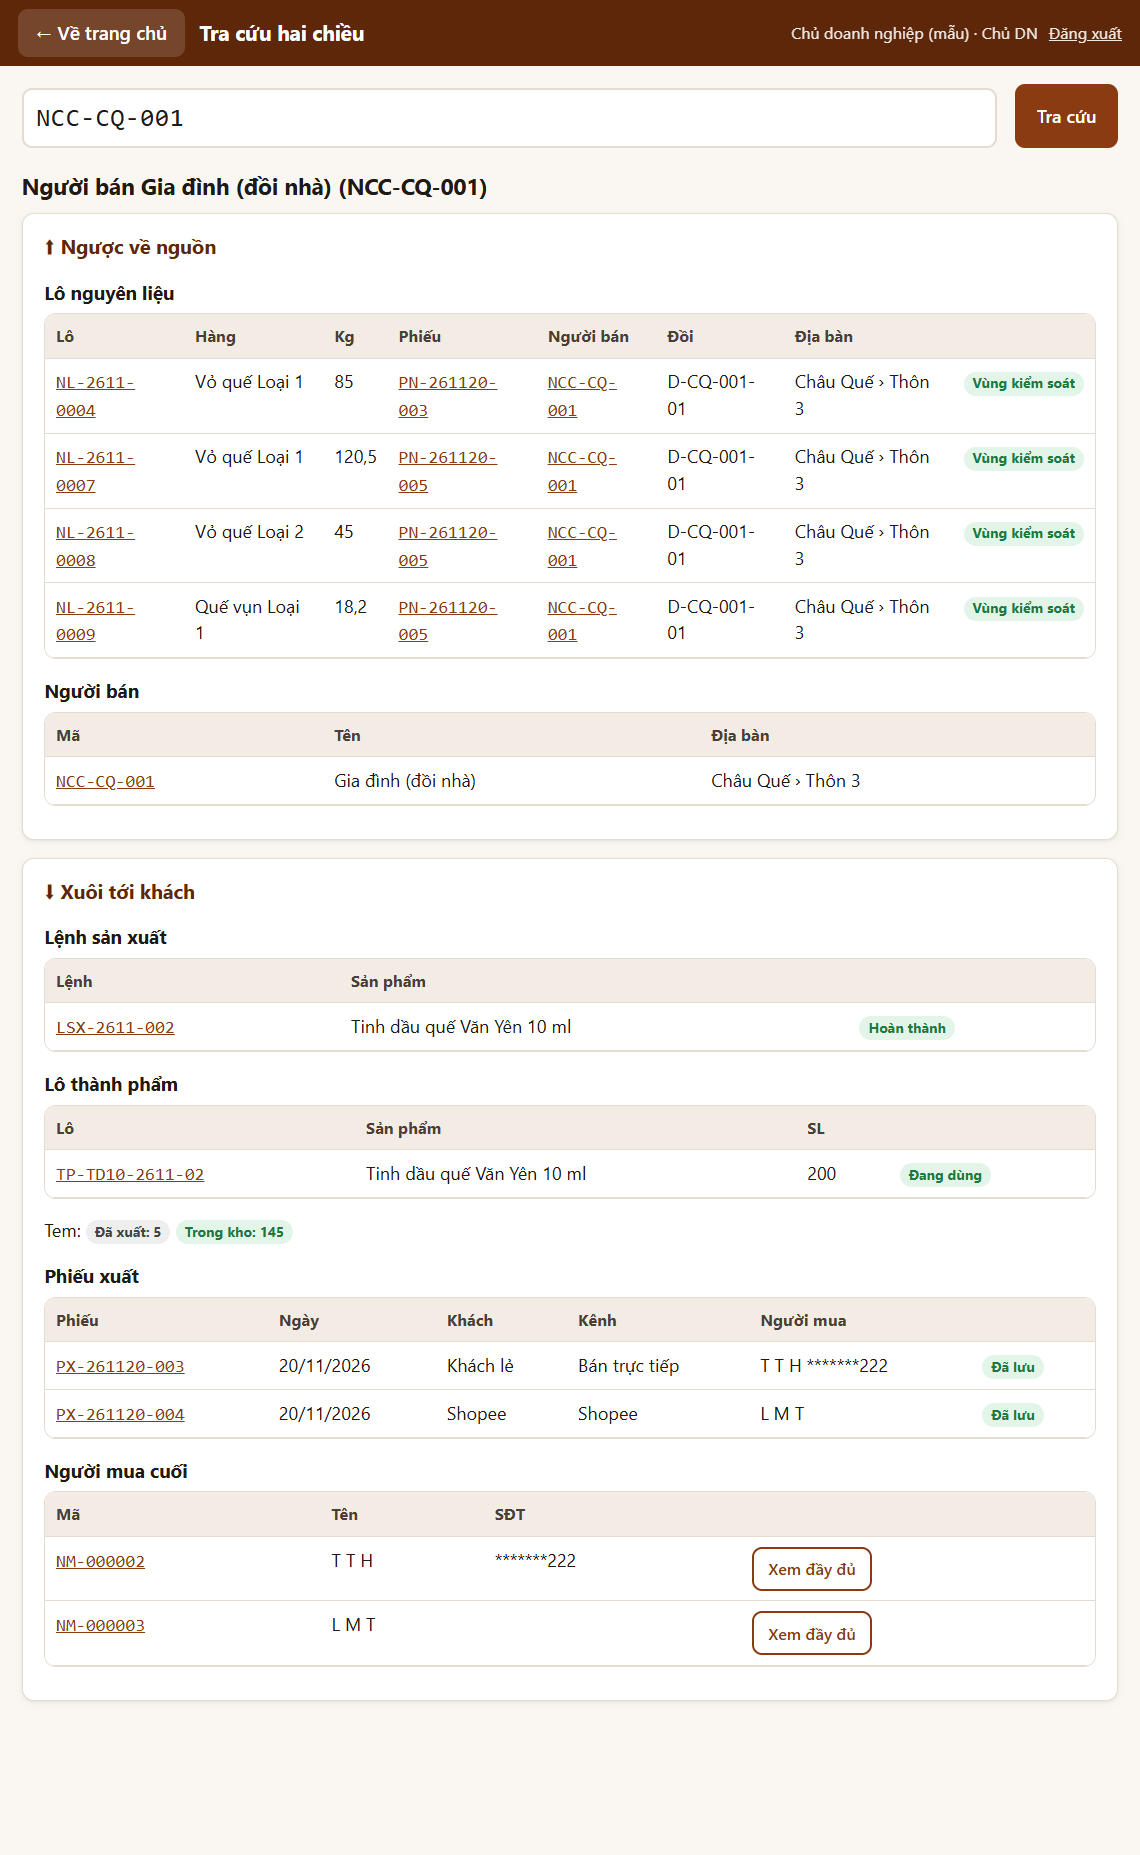 ← Về trang chủ Tra cứu hai chiều Chủ doanh nghiệp (mẫu) · Chủ DN Đăng xuất
NCC-CQ-001 Tra cứu
Người bán Gia đình (đồi nhà) (NCC-CQ-001)
⬆ Ngược về nguồn
Lô nguyên liệu
Lô Hàng Kg Phiếu Người bán Đồi Địa bàn
NL-2611- Vỏ quế Loại 1 85 PN-261120- NCC-CQ- D-CQ-001- Châu Quế › Thôn Vùng kiểm soát
0004 003 001 01 3
NL-2611- Vỏ quế Loại 1 120,5 PN-261120- NCC-CQ- D-CQ-001- Châu Quế › Thôn Vùng kiểm soát
0007 005 001 01 3
NL-2611- Vỏ quế Loại 2 45 PN-261120- NCC-CQ- D-CQ-001- Châu Quế › Thôn Vùng kiểm soát
0008 005 001 01 3
NL-2611- Quế vụn Loại 18,2 PN-261120- NCC-CQ- D-CQ-001- Châu Quế › Thôn Vùng kiểm soát
0009 1 005 001 01 3
Người bán
Mã Tên Địa bàn
NCC-CQ-001 Gia đình (đồi nhà) Châu Quế › Thôn 3
⬇ Xuôi tới khách
Lệnh sản xuất
Lệnh Sản phẩm
LSX-2611-002 Tinh dầu quế Văn Yên 10 ml Hoàn thành
Lô thành phẩm
Lô Sản phẩm SL
TP-TD10-2611-02 Tinh dầu quế Văn Yên 10 ml 200 Đang dùng
Tem: Đã xuất: 5 Trong kho: 145
Phiếu xuất
Phiếu Ngày Khách Kênh Người mua
PX-261120-003 20/11/2026 Khách lẻ Bán trực tiếp T T H *******222 Đã lưu
PX-261120-004 20/11/2026 Shopee Shopee L M T Đã lưu
Người mua cuối
Mã Tên SĐT
NM-000002 T T H *******222 Xem đầy đủ
NM-000003 L M T Xem đầy đủ